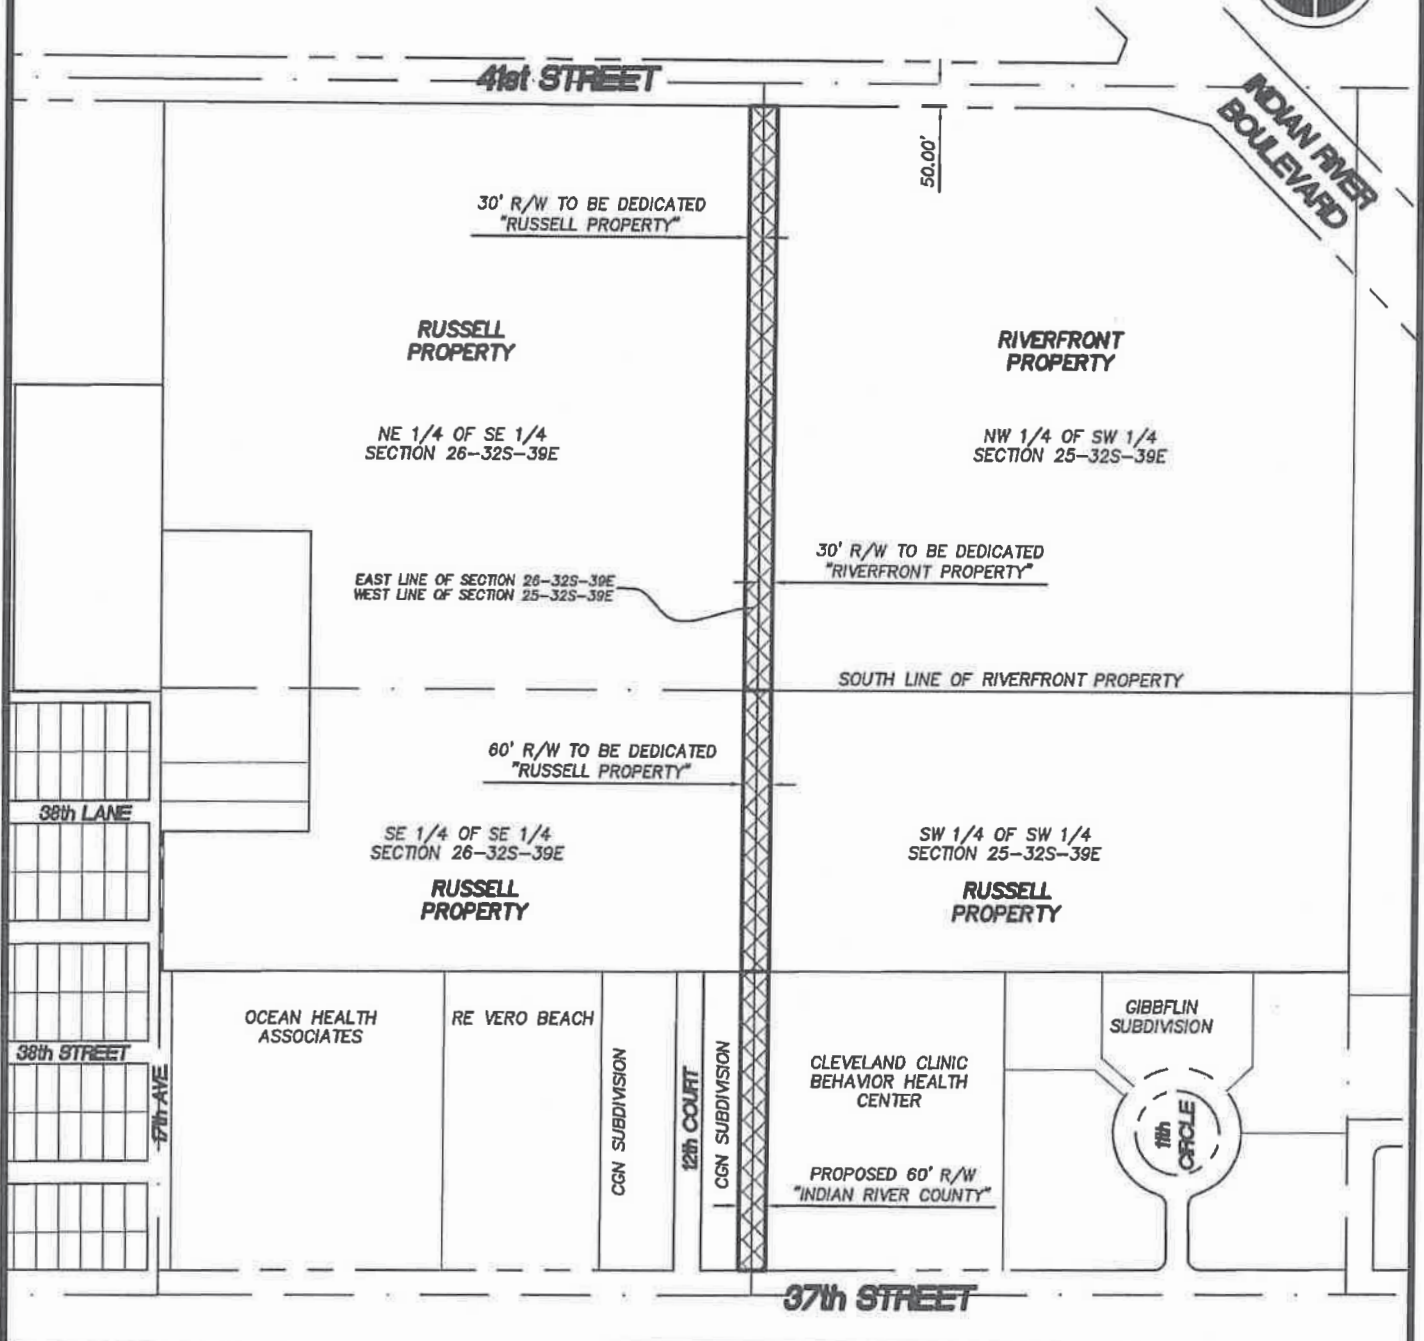 41st STREET
INDIAN RIVER
BOULEVARD
50.00'
30' R/W TO BE DEDICATED
"RUSSELL PROPERTY"
RUSSELL
PROPERTY
RIVERFRONT
PROPERTY
NE 1/4 OF SE 1/4
SECTION 26-32S-39E
NW 1/4 OF SW 1/4
SECTION 25-32S-39E
30' R/W TO BE DEDICATED
"RIVERFRONT PROPERTY"
EAST LINE OF SECTION 26-32S-39E
WEST LINE OF SECTION 25-32S-39E
SOUTH LINE OF RIVERFRONT PROPERTY
60' R/W TO BE DEDICATED
"RUSSELL PROPERTY"
38th LANE
SE 1/4 OF SE 1/4
SECTION 26-32S-39E
RUSSELL
PROPERTY
SW 1/4 OF SW 1/4
SECTION 25-32S-39E
RUSSELL
PROPERTY
OCEAN HEALTH
ASSOCIATES
RE VERO BEACH
GIBBFLIN
SUBDIVISION
38th STREET
17th AVE
CGN SUBDIVISION
12th COURT
CGN SUBDIVISION
CLEVELAND CLINIC
BEHAVIOR HEALTH
CENTER
11th
CIRCLE
PROPOSED 60' R/W
"INDIAN RIVER COUNTY"
37th STREET